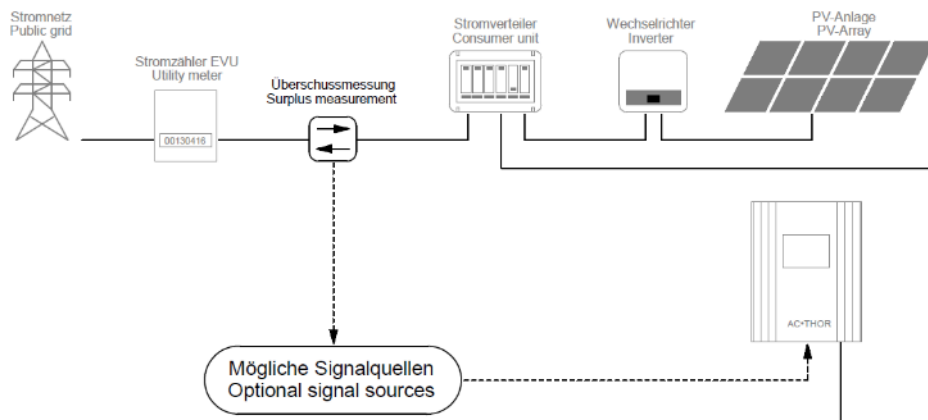 Stromnetz
Public grid
Stromzähler EVU
Utility meter
00130416
Überschussmessung
Surplus measurement
Stromverteiler
Consumer unit
Wechselrichter
Inverter
PV-Anlage
PV-Array
AC•THOR
Mögliche Signalquellen
Optional signal sources